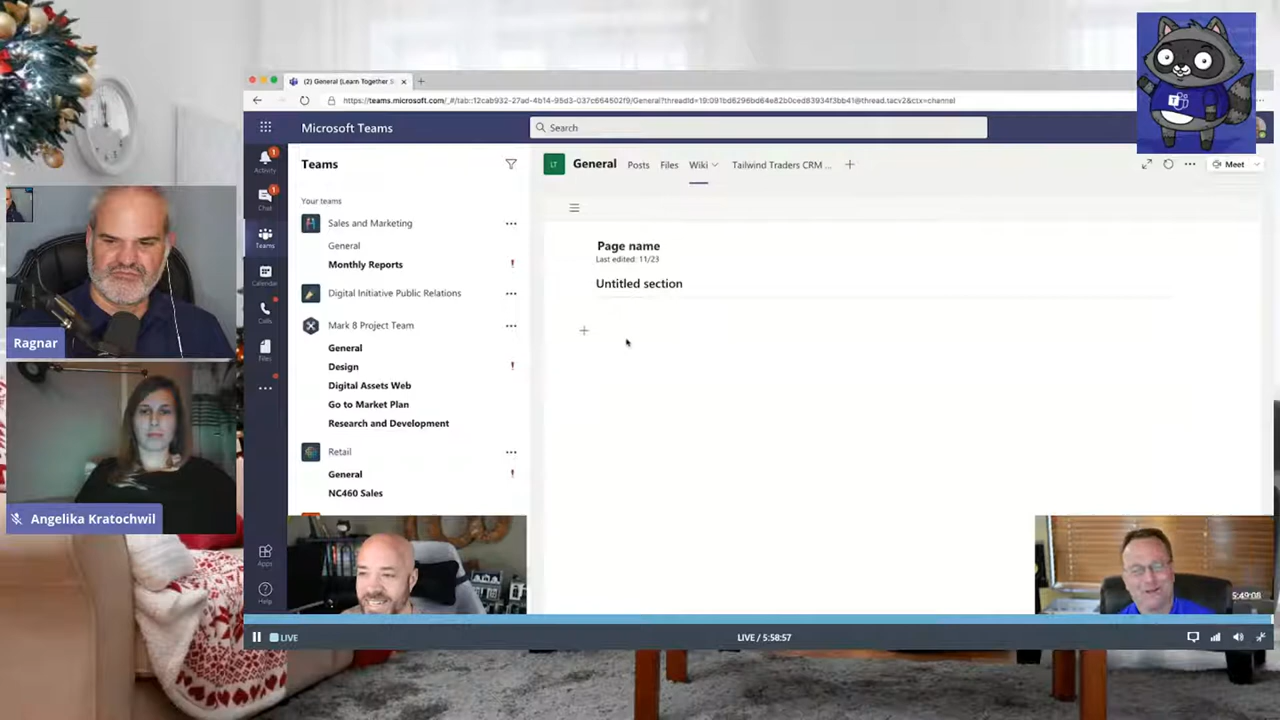 (2) General (Learn Together S
https://teams.microsoft.com/_#/tab::12cab932-27ad-4b14-98d3-037c664502f9/General?threadId=19:091bd6296bd64e82b0ced83934f3bb41@thread.tacv2&ctx=channel
Microsoft Teams
Search
Activity
Chat
Teams
Calendar
Calls
Files
Apps
Help
1
1
Teams
Your teams
Sales and Marketing
General
Monthly Reports
Digital Initiative Public Relations
Mark 8 Project Team
General
Design
Digital Assets Web
Go to Market Plan
Research and Development
Retail
General
NC460 Sales
LT
General Posts Files Wiki Tailwind Traders CRM ...
Meet
Page name
Last edited: 11/23
Untitled section
Ragnar
Angelika Kratochwil
5:49:08
LIVE
LIVE / 5:58:57